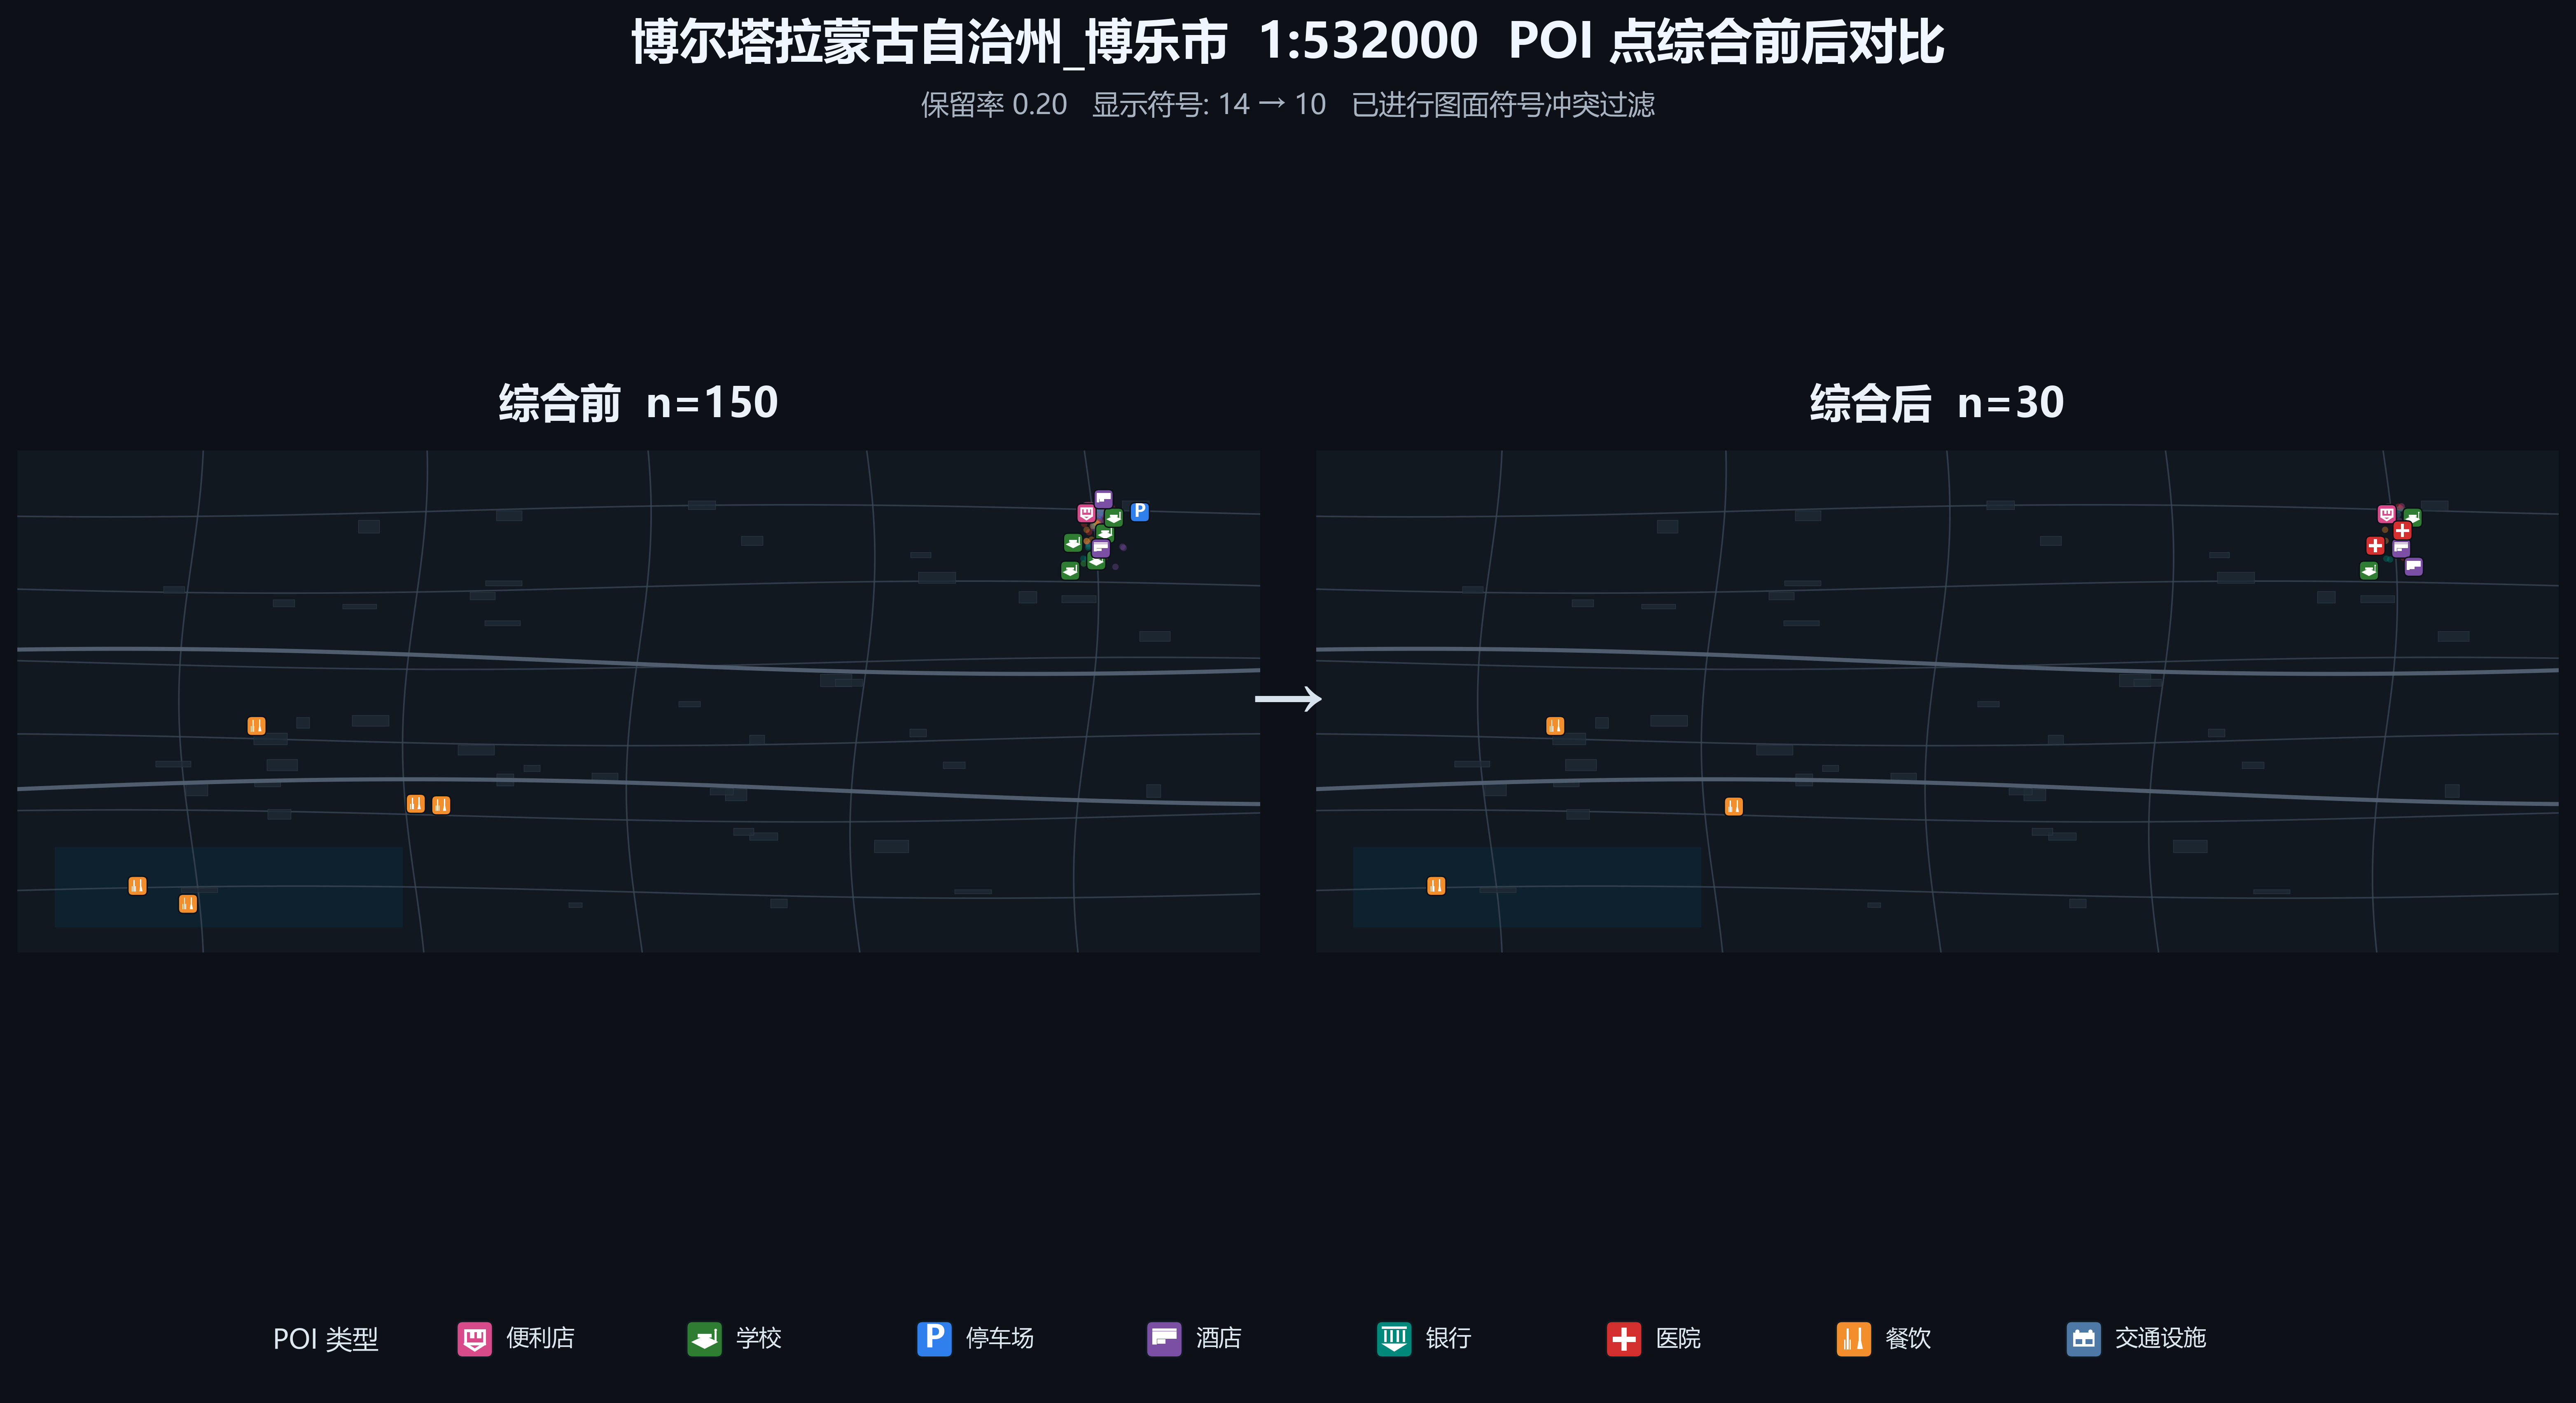 博尔塔拉蒙古自治州_博乐市 1:532000 POI 点综合前后对比
保留率 0.20 显示符号: 14 → 10 已进行图面符号冲突过滤
综合前 n=150
综合后 n=30
P
→
POI 类型 便利店 学校 P 停车场 酒店 银行 医院 餐饮 交通设施